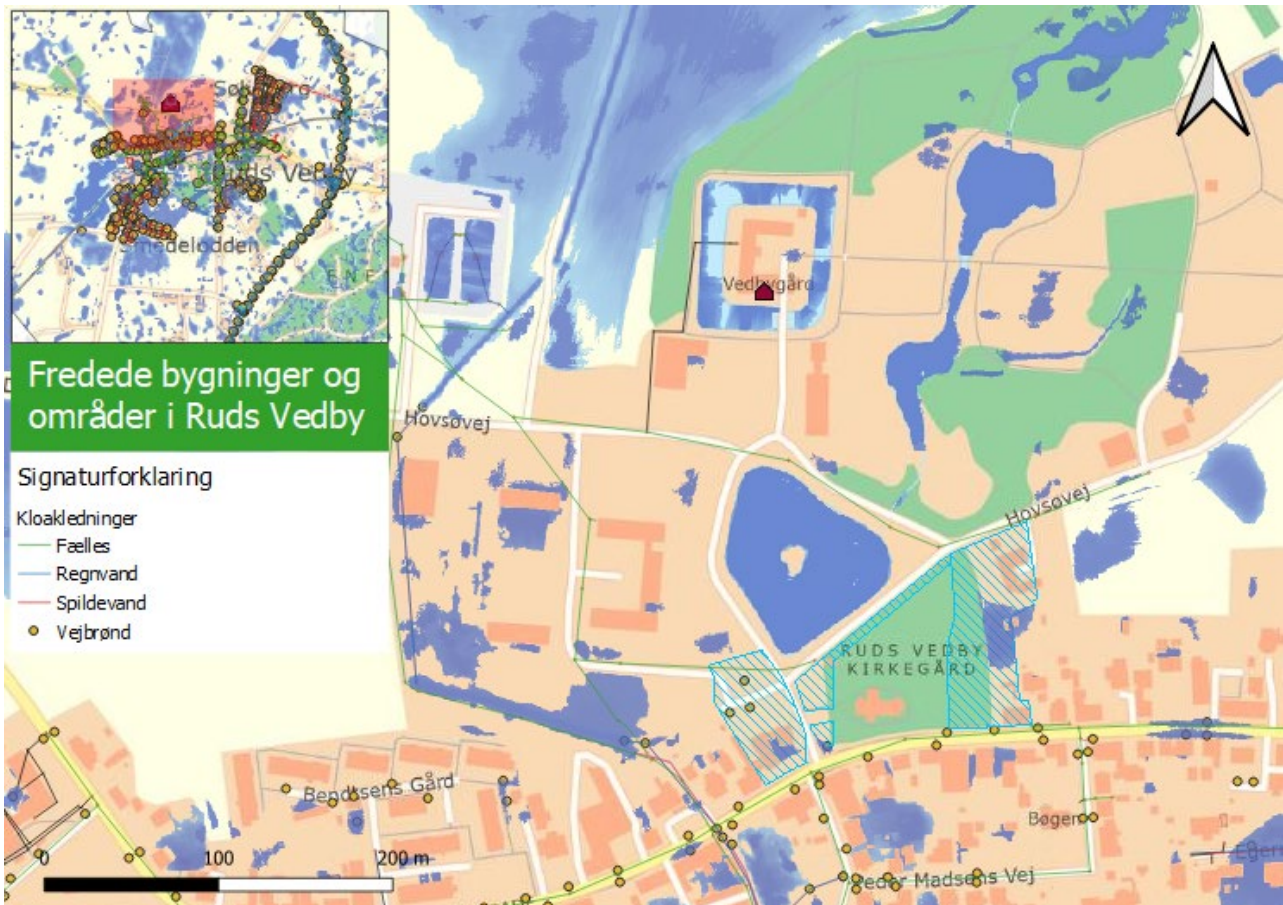 Ruds Vedby
Smedelodden
Fredede bygninger og
områder i Ruds Vedby
Signaturforklaring
Kloakledninger
Fælles
Regnvand
Spildevand
Vejbrønd
Vedbygård
Hovsøvej
Hovsøvej
RUDS VEDBY
KIRKEGÅRD
Bendtsens Gård
Bøgen
Peder Madsens Vej
0 100 200 m